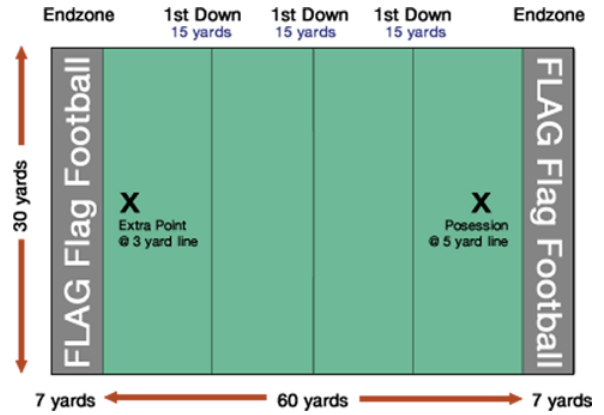 Endzone 1st Down 1st Down 1st Down Endzone
15 yards 15 yards 15 yards
FLAG Flag Football
30 yards
X
Extra Point
@ 3 yard line
X
Posession
@ 5 yard line
FLAG Flag Football
7 yards 60 yards 7 yards